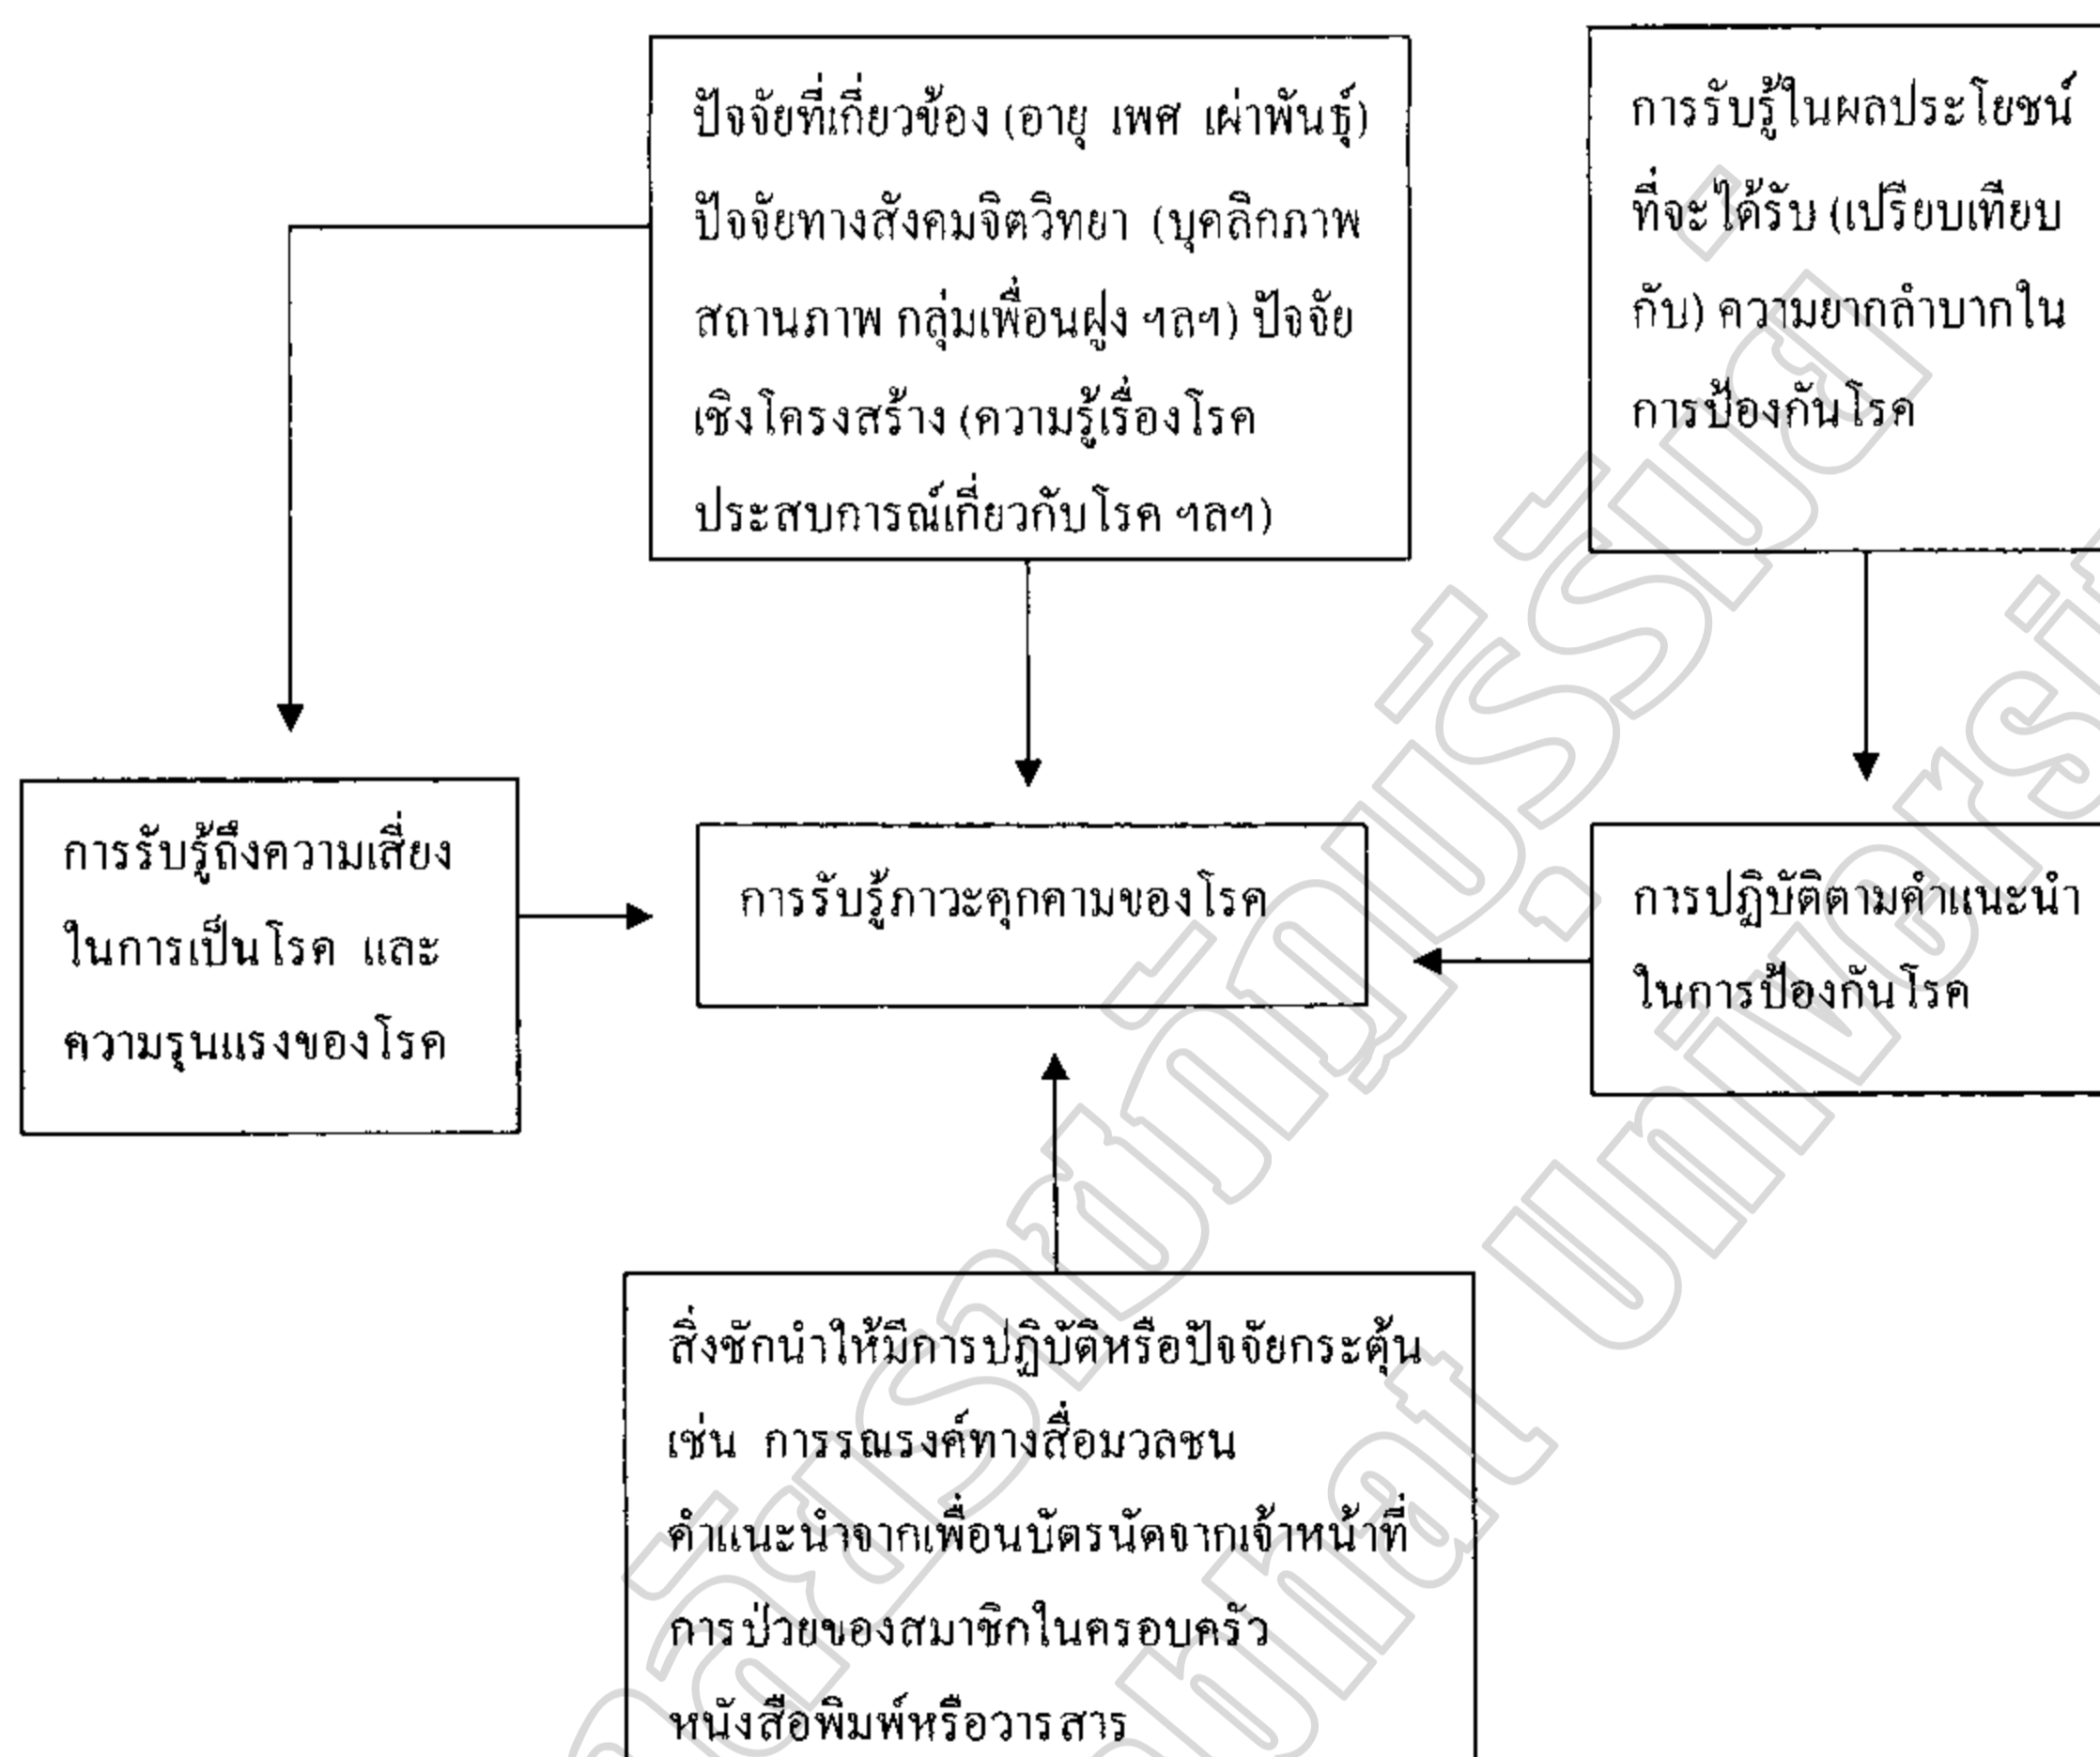 ปัจจัยที่เกี่ยวข้อง (อายุ เพศ เผ่าพันธุ์)
ปัจจัยทางสังคมจิตวิทยา (บุคลิกภาพ
สถานภาพ กลุ่มเพื่อนฝูง ฯลฯ) ปัจจัย
เชิงโครงสร้าง (ความรู้เรื่องโรค
ประสบการณ์เกี่ยวกับโรค ฯลฯ)
การรับรู้ในผลประโยชน์
ที่จะได้รับ (เปรียบเทียบ
กับ) ความยากลำบากใน
การป้องกันโรค
การรับรู้ถึงความเสี่ยง
ในการเป็นโรค และ
ความรุนแรงของโรค
การรับรู้ภาวะคุกคามของโรค
การปฏิบัติตามคำแนะนำ
ในการป้องกันโรค
สิ่งชักนำให้มีการปฏิบัติหรือปัจจัยกระตุ้น
เช่น การรณรงค์ทางสื่อมวลชน
คำแนะนำจากเพื่อนบัตรนัดจากเจ้าหน้าที่
การป่วยของสมาชิกในครอบครัว
หนังสือพิมพ์หรือวารสาร